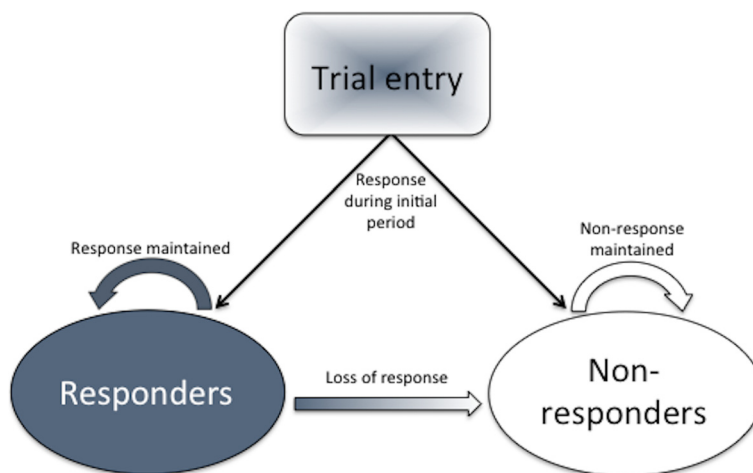 Trial entry
Response
during initial
period
Response maintained
Non-response
maintained
Responders
Loss of response
Non-
responders